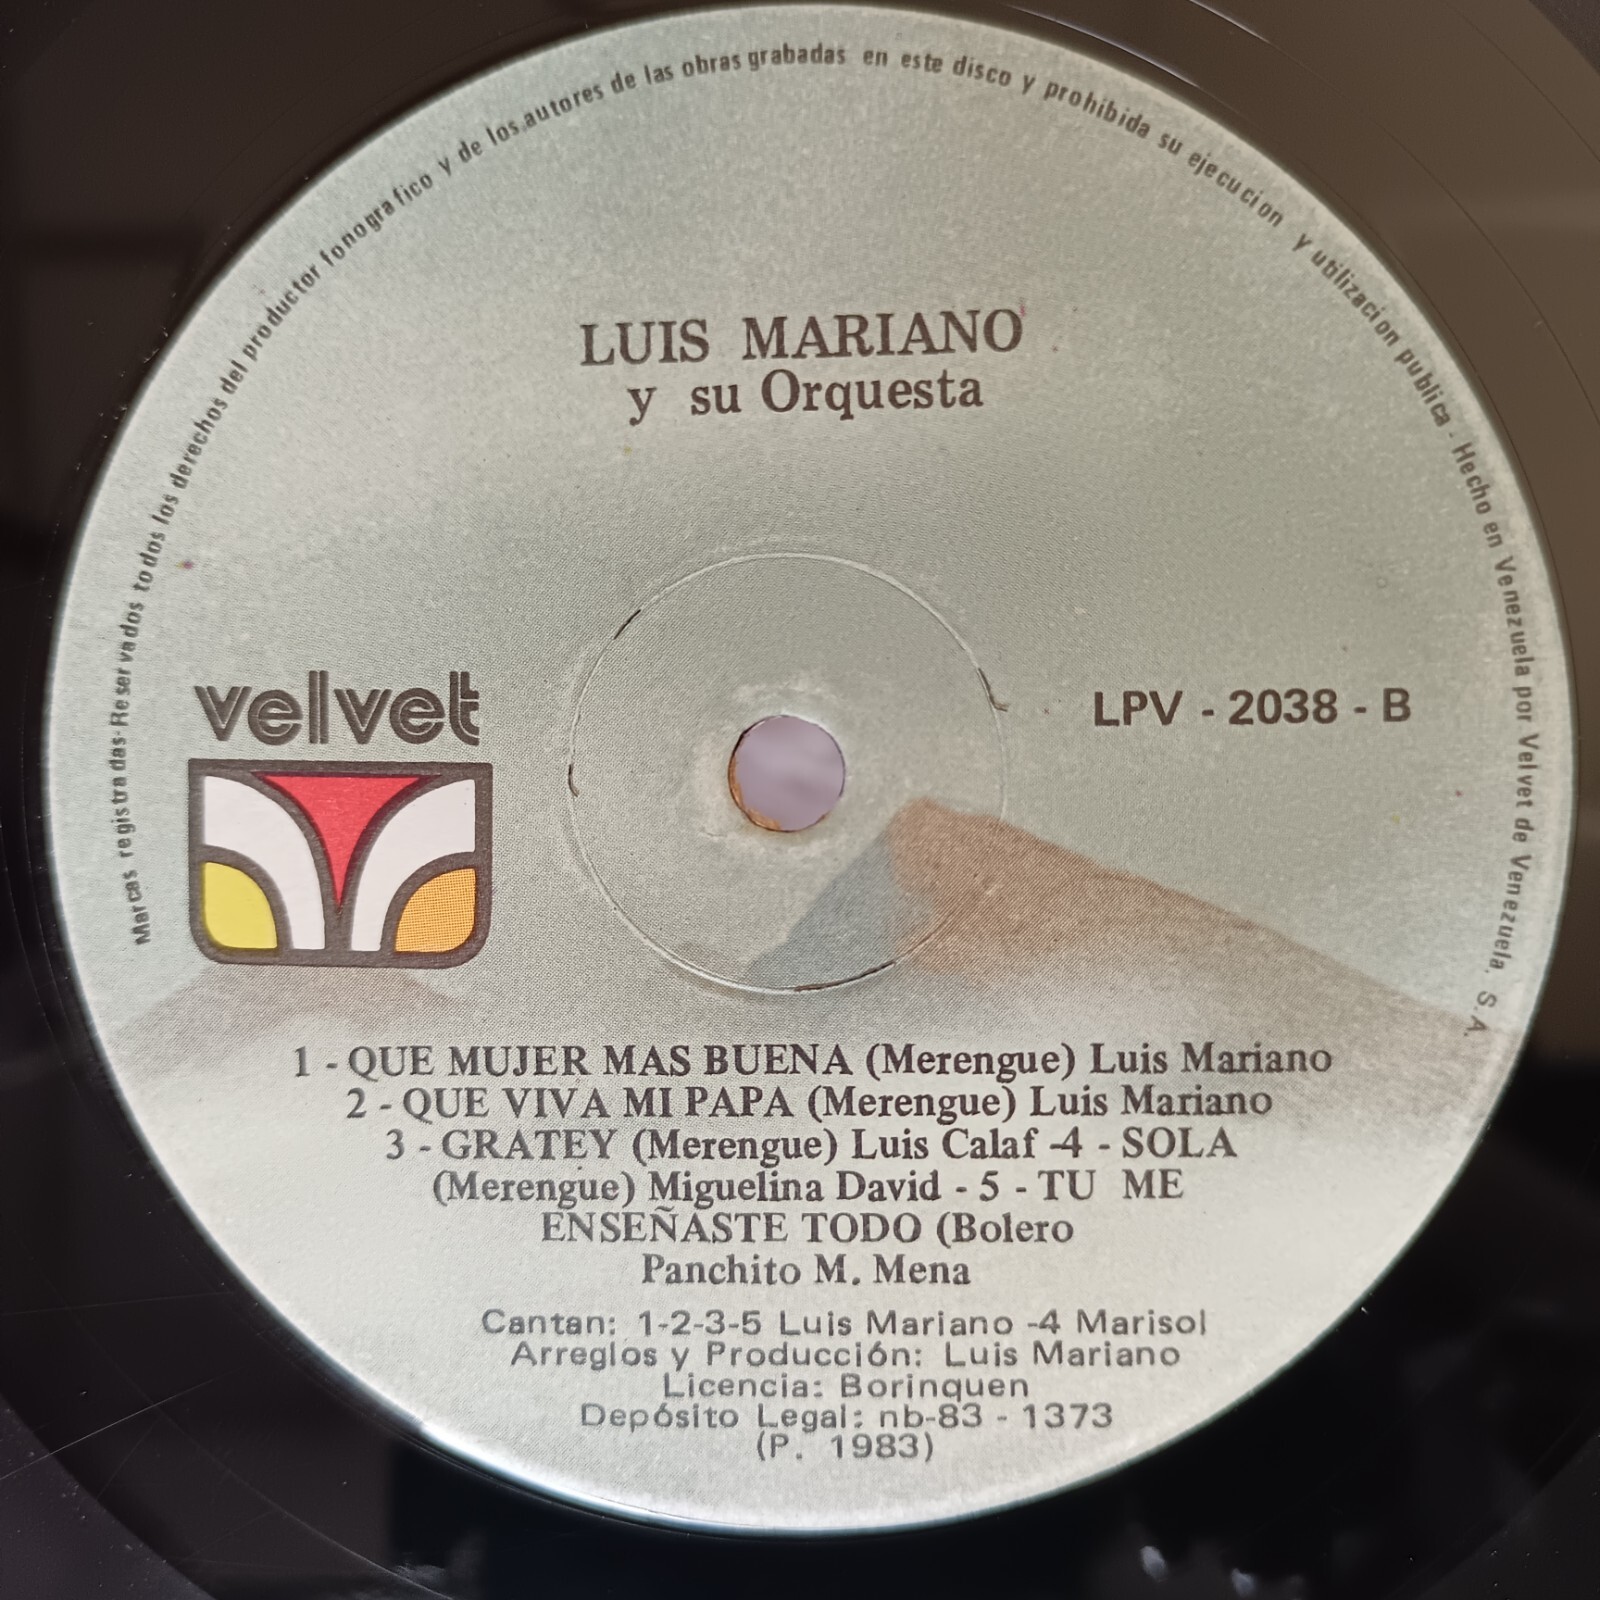 Marcas registradas-Reservados todos los derechos del productor fonografico y de los autores de las obras grabadas en este disco y prohibida su ejecucion y utilizacion publica - Hecho en Venezuela por Velvet de Venezuela. S.A.
LUIS MARIANO
y su Orquesta
velvet
LPV - 2038 - B
1 - QUE MUJER MAS BUENA (Merengue) Luis Mariano
2 - QUE VIVA MI PAPA (Merengue) Luis Mariano
3 - GRATEY (Merengue) Luis Calaf -4 - SOLA
(Merengue) Miguelina David - 5 - TU ME
ENSEÑASTE TODO (Bolero
Panchito M. Mena
Cantan: 1-2-3-5 Luis Mariano -4 Marisol
Arreglos y Producción: Luis Mariano
Licencia: Borinquen
Depósito Legal: nb-83 - 1373
(P. 1983)